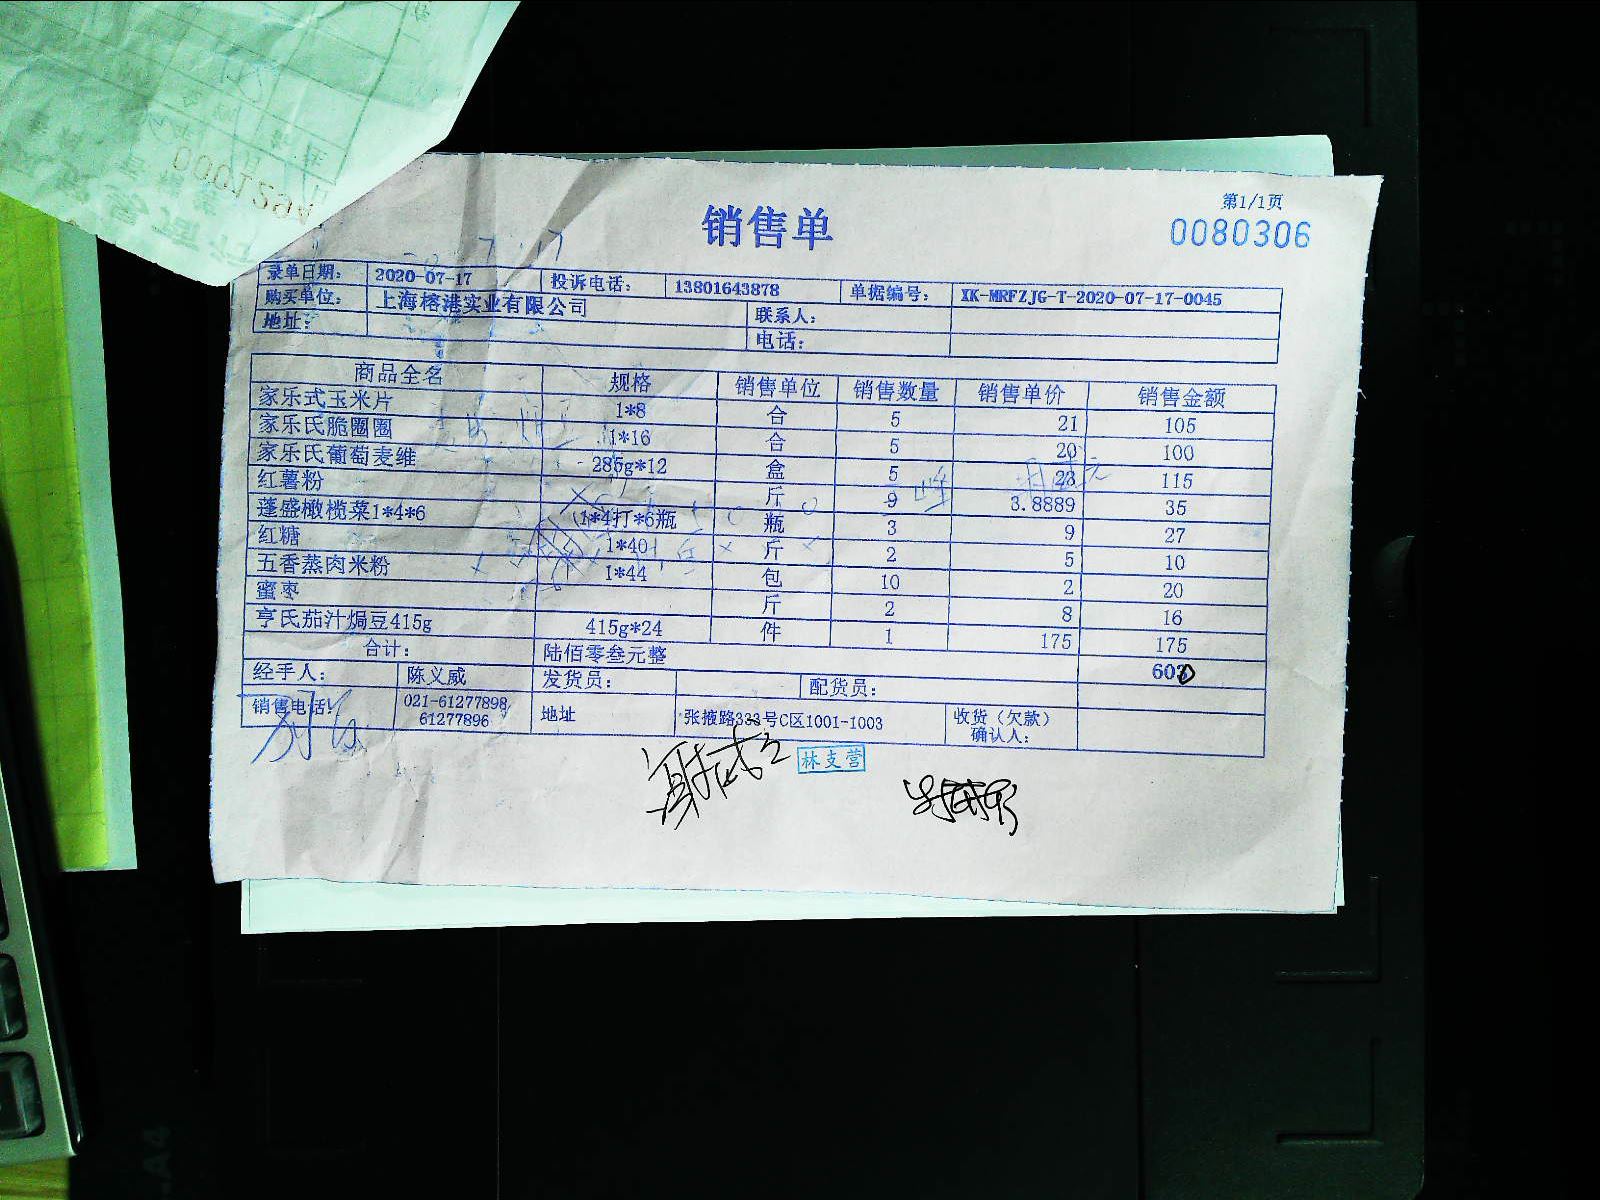 第1/1页
销售单
0080306
录单日期: 2020-07-17 投诉电话: 13801643878 单据编号: XK-MRFZJG-T-2020-07-17-0045
购买单位: 上海榕港实业有限公司 联系人:
地址: 电话:
商品全名 规格 销售单位 销售数量 销售单价 销售金额
家乐式玉米片 1*8 合 5 21 105
家乐氏脆圈圈 1*16 合 5 20 100
家乐氏葡萄麦维 285g*12 盒 5 23 115
红薯粉 斤 9 3.8889 35
蓬盛橄榄菜1*4*6 1*4打*6瓶 瓶 3 9 27
红糖 1*40 斤 2 5 10
五香蒸肉米粉 1*44 包 10 2 20
蜜枣 斤 2 8 16
亨氏茄汁焗豆415g 415g*24 件 1 175 175
合计: 陆佰零叁元整 603
经手人: 陈义威 发货员: 配货员:
销售电话: 021-61277898 61277896 地址 张掖路333号C区1001-1003 收货（欠款）确认人:
林支营
0001294